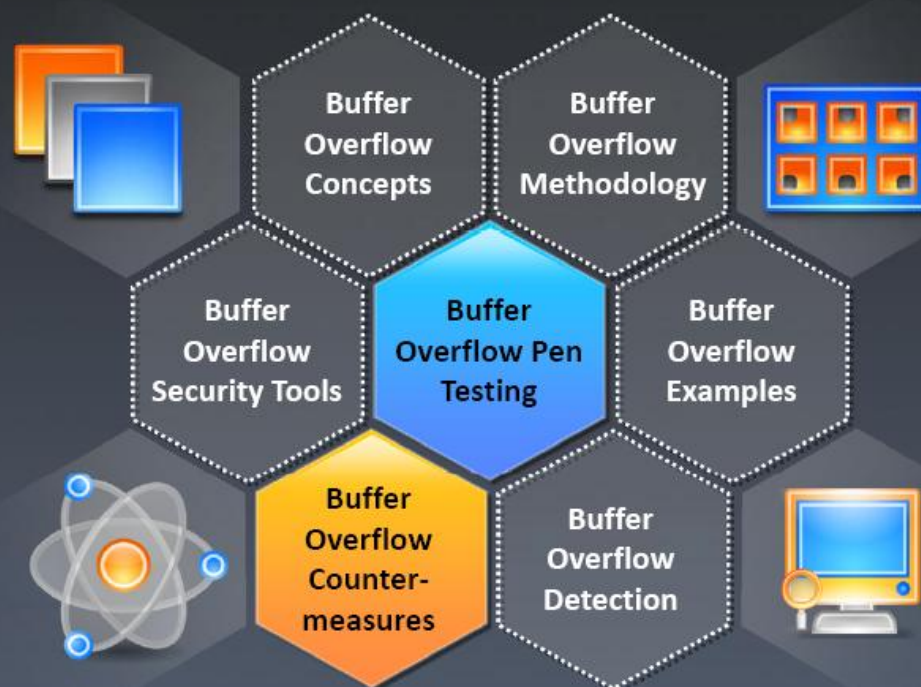 Buffer
Overflow
Concepts
Buffer
Overflow
Methodology
Buffer
Overflow
Security Tools
Buffer
Overflow Pen
Testing
Buffer
Overflow
Examples
Buffer
Overflow
Counter-
measures
Buffer
Overflow
Detection